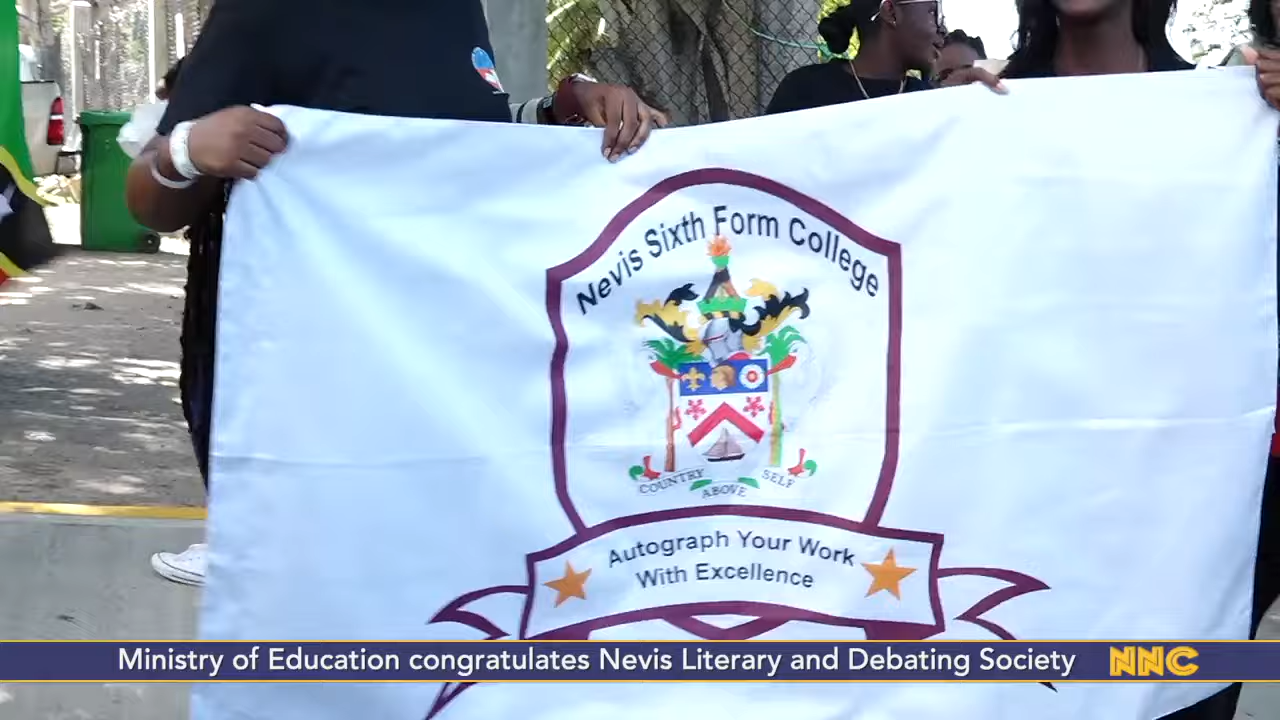 Nevis Sixth Form College
COUNTRY ABOVE SELF
Autograph Your Work
With Excellence
Ministry of Education congratulates Nevis Literary and Debating Society
NNC